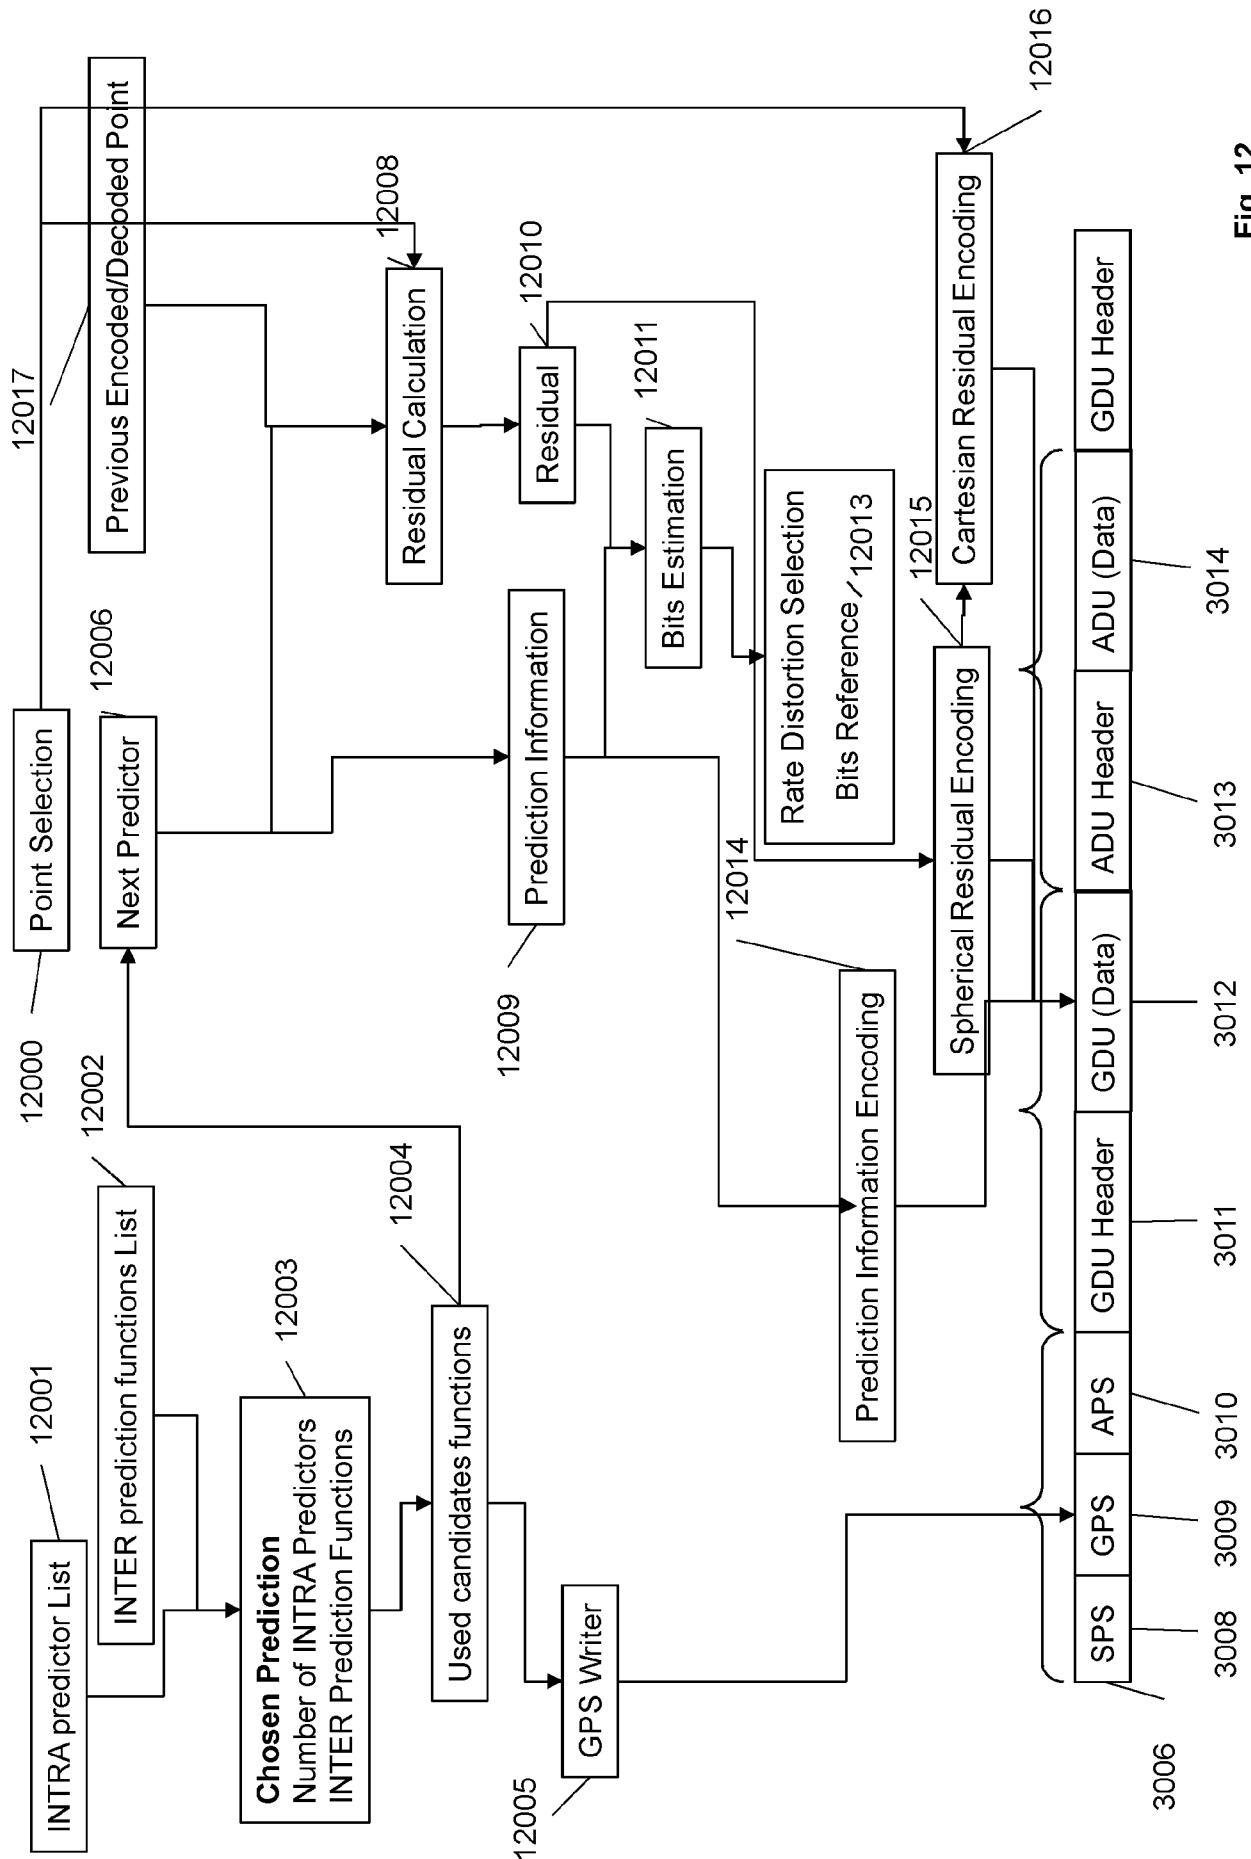 12000
Point Selection
12017
Previous Encoded/Decoded Point
12001
INTRA predictor List
12002
INTER prediction functions List
12006
Next Predictor
12003
Chosen Prediction
Number of INTRA Predictors
INTER Prediction Functions
12008
Residual Calculation
12004
Used candidates functions
12009
Prediction Information
12010
Residual
12005
GPS Writer
12011
Bits Estimation
Rate Distortion Selection
Bits Reference
12013
12014
Prediction Information Encoding
12015
Spherical Residual Encoding
12016
Cartesian Residual Encoding
SPS
GPS
APS
GDU Header
GDU (Data)
ADU Header
ADU (Data)
GDU Header
3006
3008
3009
3010
3011
3012
3013
3014
Fig. 12